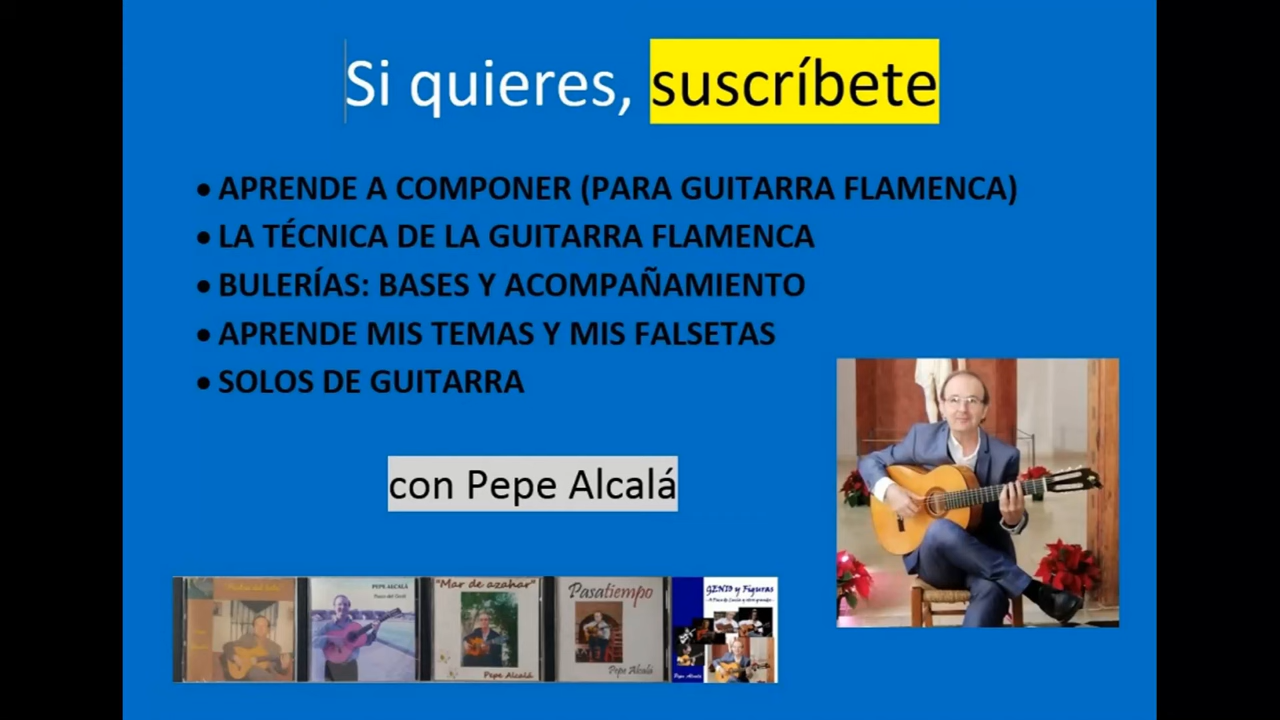 Si quieres, suscríbete
• APRENDE A COMPONER (PARA GUITARRA FLAMENCA)
• LA TÉCNICA DE LA GUITARRA FLAMENCA
• BULERÍAS: BASES Y ACOMPAÑAMIENTO
• APRENDE MIS TEMAS Y MIS FALSETAS
• SOLOS DE GUITARRA
con Pepe Alcalá
PEPE ALCALÁ
"Mar de azahar"
Pepe Alcalá
Pasatiempo
Pepe Alcalá
GENIO y Figuras
Pepe Alcalá